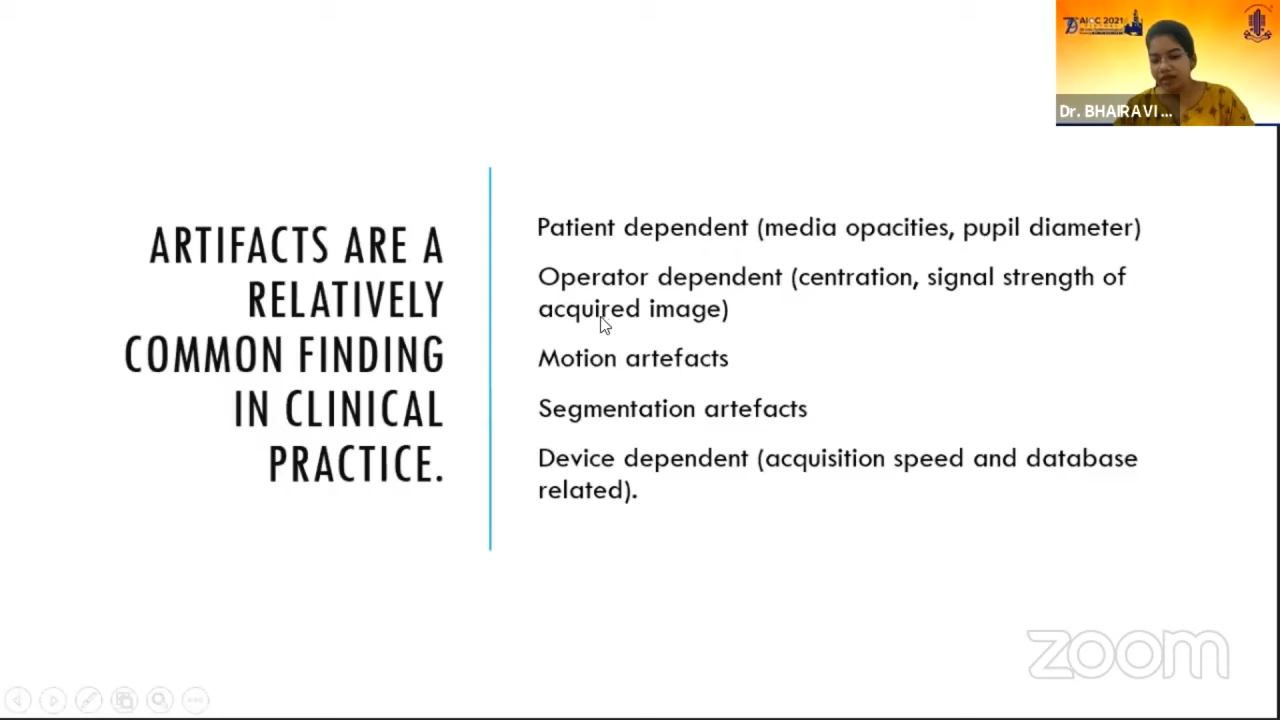 AIOC 2021
Dr. BHAIRAVI ...
ARTIFACTS ARE A
RELATIVELY
COMMON FINDING
IN CLINICAL
PRACTICE.
Patient dependent (media opacities, pupil diameter)
Operator dependent (centration, signal strength of
acquired image)
Motion artefacts
Segmentation artefacts
Device dependent (acquisition speed and database
related).
zoom